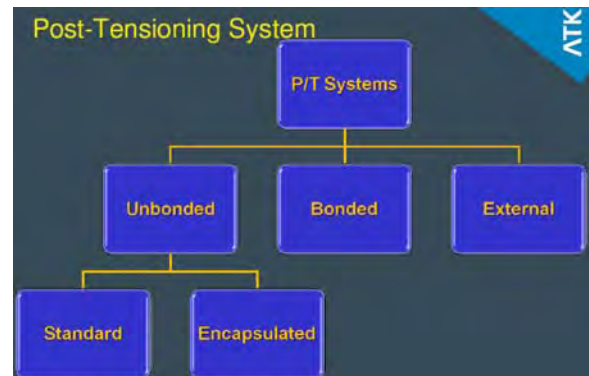 Post-Tensioning System
ATK
P/T Systems
Unbonded
Bonded
External
Standard
Encapsulated